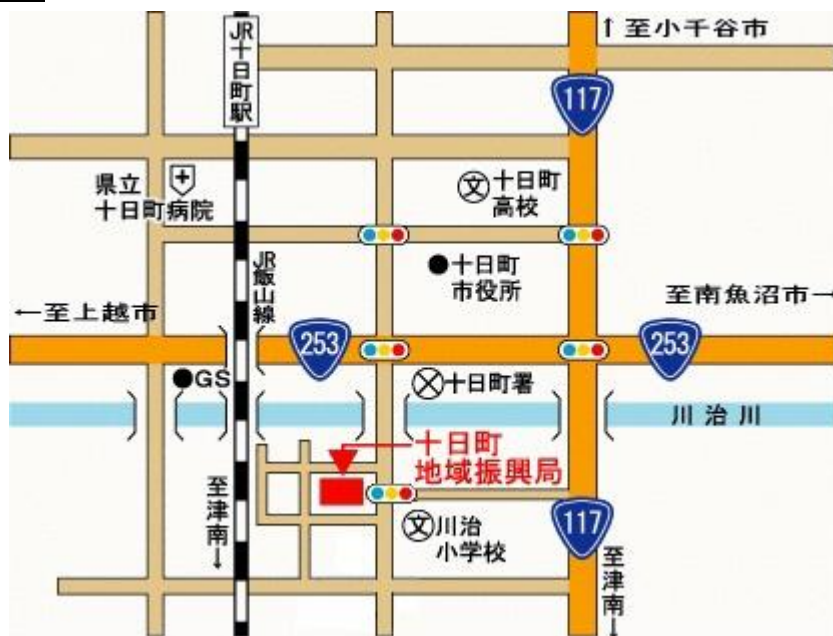 ↑至小千谷市
JR十日町駅
117
県立
十日町病院
十日町
高校
文
JR飯山線
十日町
市役所
←至上越市
至南魚沼市→
253
253
GS
十日町署
川治川
十日町
地域振興局
至津南↓
文
川治
小学校
117
至津南↓